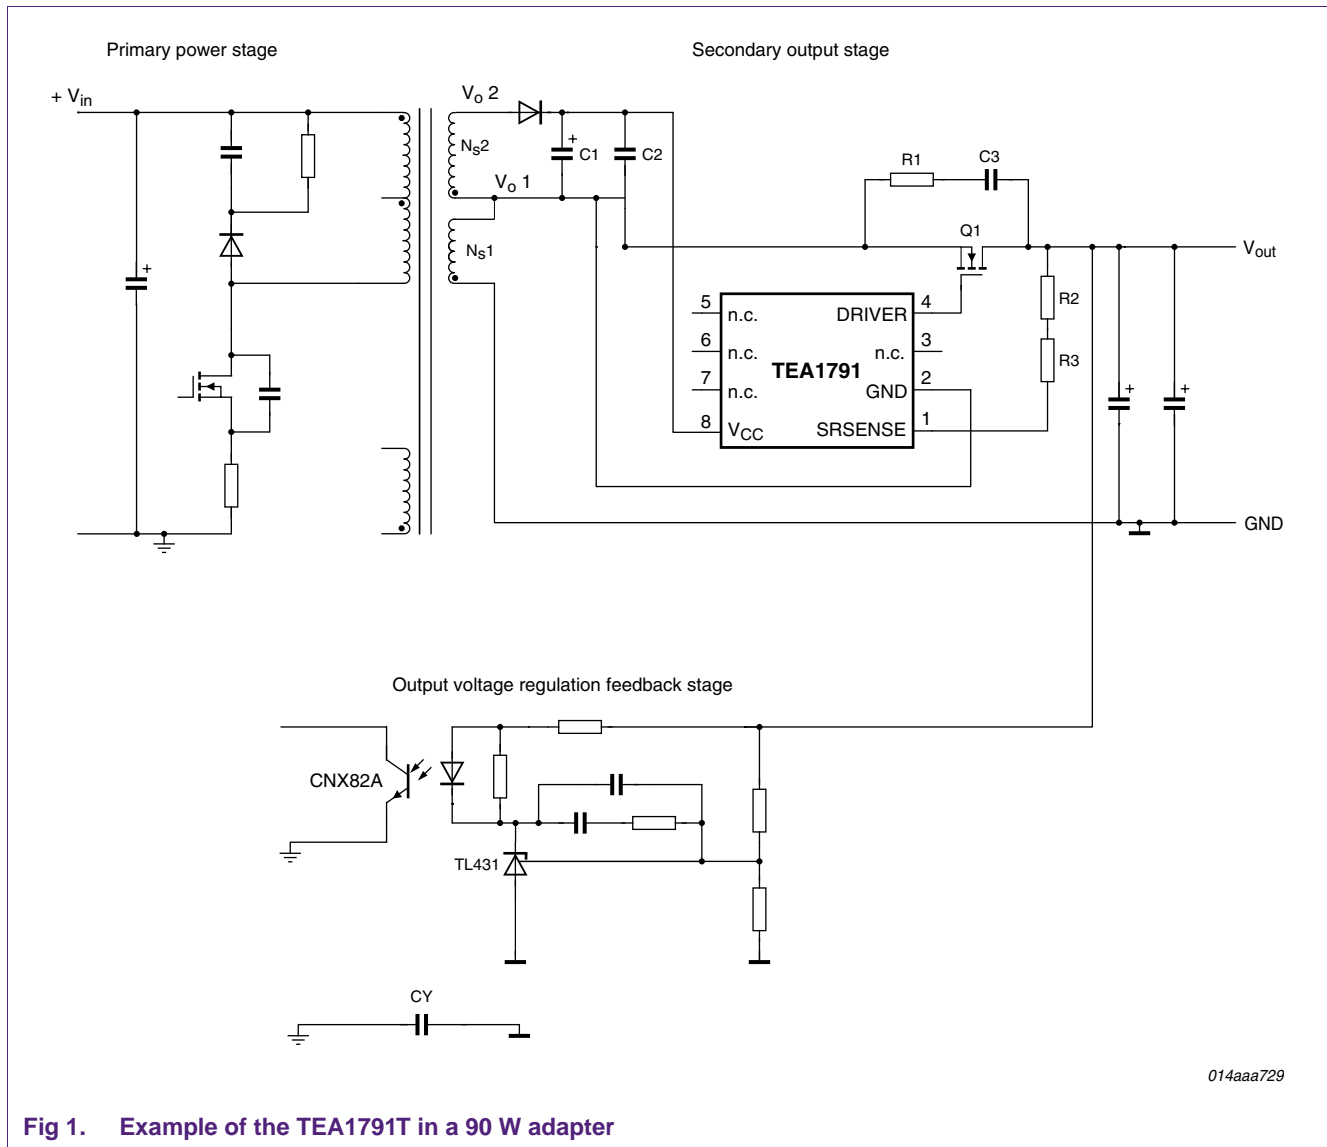 Primary power stage
Secondary output stage
+ Vin
Vo 2
NS2
C1
C2
Vo 1
NS1
R1
C3
Q1
Vout
R2
R3
5 n.c.
6 n.c.
7 n.c.
8 VCC
TEA1791
DRIVER 4
n.c. 3
GND 2
SRSENSE 1
GND
Output voltage regulation feedback stage
CNX82A
TL431
CY
014aaa729
Fig 1. Example of the TEA1791T in a 90 W adapter